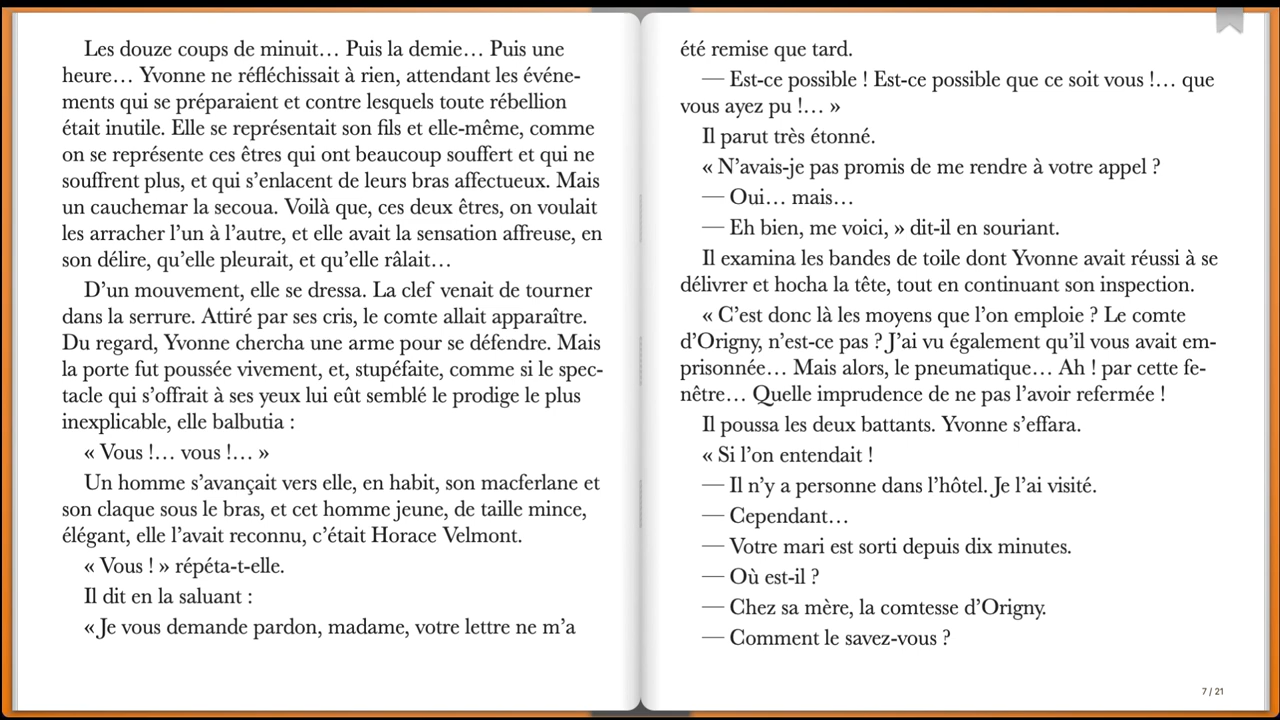 Les douze coups de minuit… Puis la demie… Puis une
heure… Yvonne ne réfléchissait à rien, attendant les événe-
ments qui se préparaient et contre lesquels toute rébellion
était inutile. Elle se représentait son fils et elle-même, comme
on se représente ces êtres qui ont beaucoup souffert et qui ne
souffrent plus, et qui s’enlacent de leurs bras affectueux. Mais
un cauchemar la secoua. Voilà que, ces deux êtres, on voulait
les arracher l’un à l’autre, et elle avait la sensation affreuse, en
son délire, qu’elle pleurait, et qu’elle râlait…
D’un mouvement, elle se dressa. La clef venait de tourner
dans la serrure. Attiré par ses cris, le comte allait apparaître.
Du regard, Yvonne chercha une arme pour se défendre. Mais
la porte fut poussée vivement, et, stupéfaite, comme si le spec-
tacle qui s’offrait à ses yeux lui eût semblé le prodige le plus
inexplicable, elle balbutia :
« Vous !… vous !… »
Un homme s’avançait vers elle, en habit, son macferlane et
son claque sous le bras, et cet homme jeune, de taille mince,
élégant, elle l’avait reconnu, c’était Horace Velmont.
« Vous ! » répéta-t-elle.
Il dit en la saluant :
« Je vous demande pardon, madame, votre lettre ne m’a
été remise que tard.
— Est-ce possible ! Est-ce possible que ce soit vous !… que
vous ayez pu !… »
Il parut très étonné.
« N’avais-je pas promis de me rendre à votre appel ?
— Oui… mais…
— Eh bien, me voici, » dit-il en souriant.
Il examina les bandes de toile dont Yvonne avait réussi à se
délivrer et hocha la tête, tout en continuant son inspection.
« C’est donc là les moyens que l’on emploie ? Le comte
d’Origny, n’est-ce pas ? J’ai vu également qu’il vous avait em-
prisonnée… Mais alors, le pneumatique… Ah ! par cette fe-
nêtre… Quelle imprudence de ne pas l’avoir refermée !
Il poussa les deux battants. Yvonne s’effara.
« Si l’on entendait !
— Il n’y a personne dans l’hôtel. Je l’ai visité.
— Cependant…
— Votre mari est sorti depuis dix minutes.
— Où est-il ?
— Chez sa mère, la comtesse d’Origny.
— Comment le savez-vous ?
7 / 21